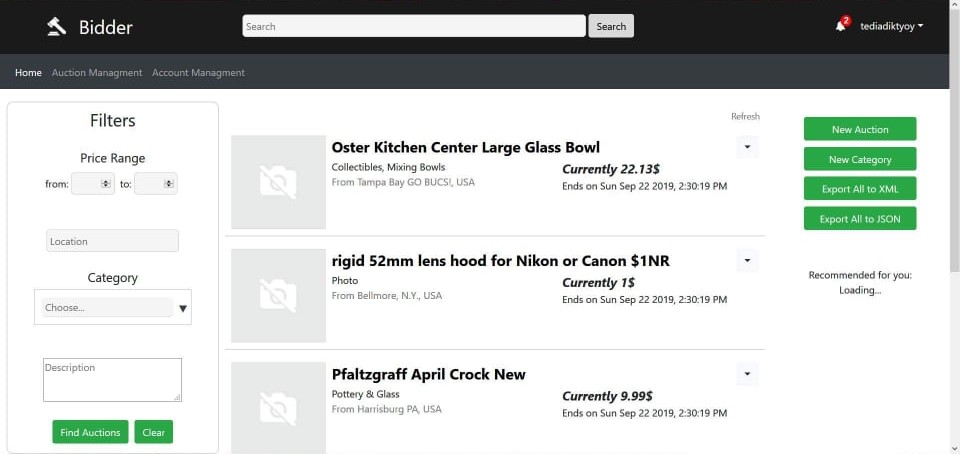 Bidder
Search
Search
2
tediadiktyoy
Home Auction Managment Account Managment
Filters
Price Range
from: to:
Location
Category
Choose...
Description
Find Auctions Clear
Refresh
Oster Kitchen Center Large Glass Bowl
Collectibles, Mixing Bowls
From Tampa Bay GO BUCS!, USA
Currently 22.13$
Ends on Sun Sep 22 2019, 2:30:19 PM
rigid 52mm lens hood for Nikon or Canon $1NR
Photo
From Bellmore, N.Y., USA
Currently 1$
Ends on Sun Sep 22 2019, 2:30:19 PM
Pfaltzgraff April Crock New
Pottery & Glass
From Harrisburg PA, USA
Currently 9.99$
Ends on Sun Sep 22 2019, 2:30:19 PM
New Auction
New Category
Export All to XML
Export All to JSON
Recommended for you:
Loading...